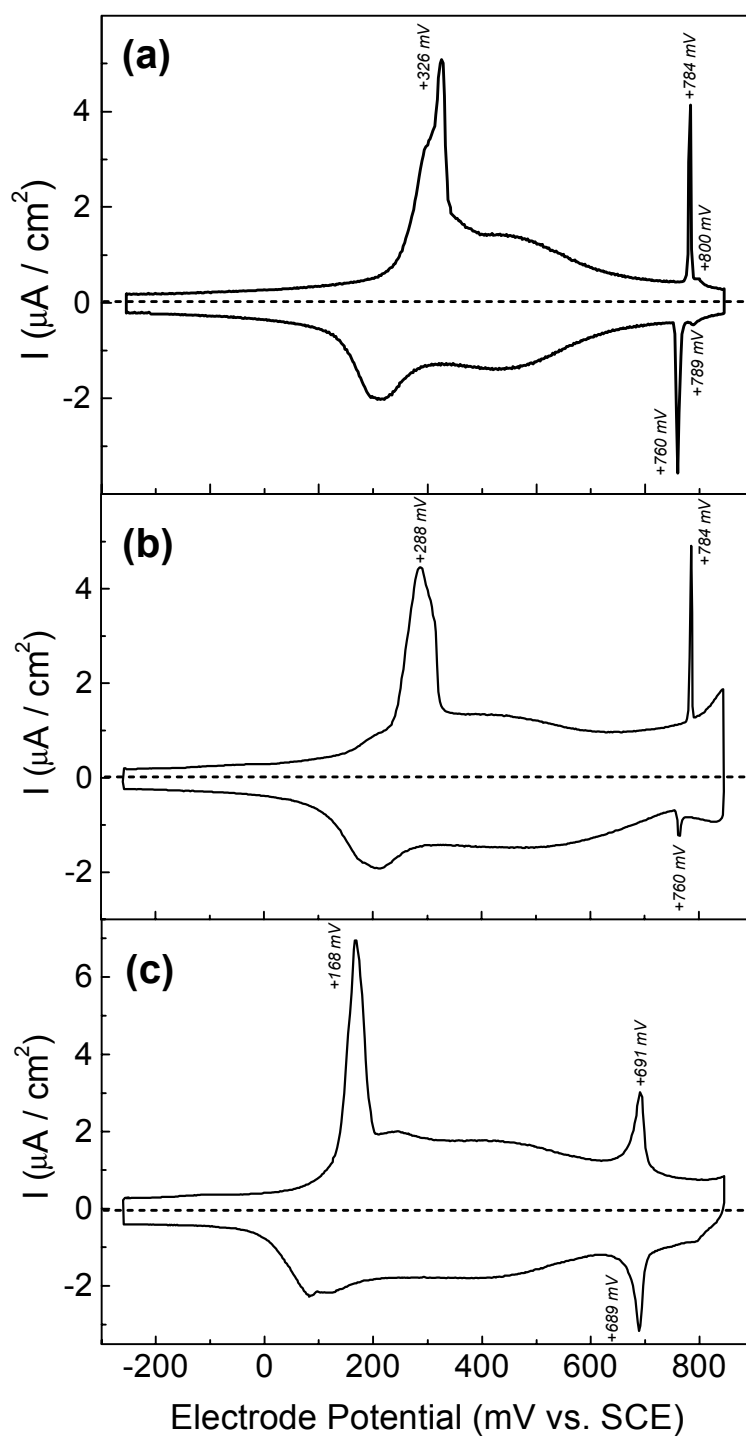 (a)
+326 mV
+784 mV
+800 mV
4
2
0
-2
I (μA / cm²)
+789 mV
+760 mV
(b)
+288 mV
+784 mV
4
2
0
-2
I (μA / cm²)
+760 mV
(c)
+168 mV
+691 mV
6
4
2
0
-2
I (μA / cm²)
+689 mV
-200 0 200 400 600 800
Electrode Potential (mV vs. SCE)